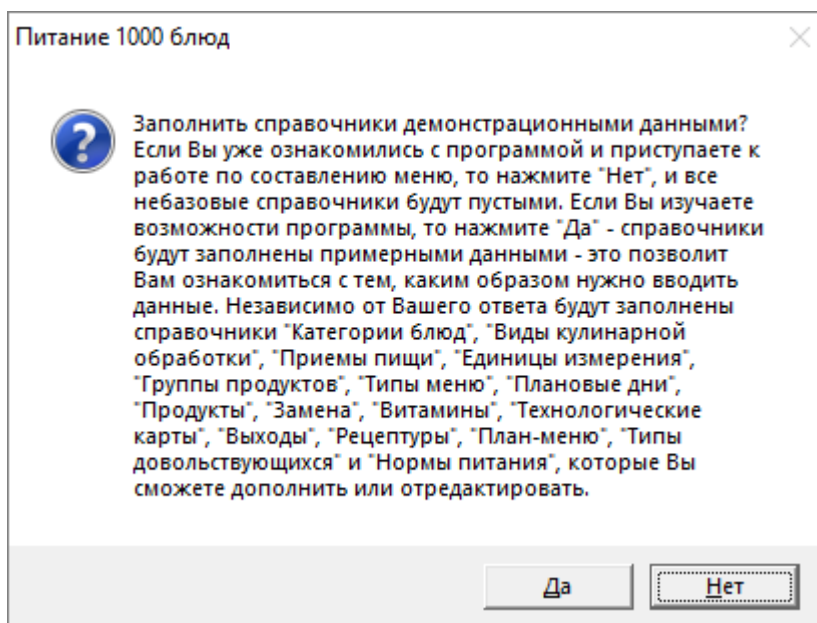 Питание 1000 блюд
Заполнить справочники демонстрационными данными?
Если Вы уже ознакомились с программой и приступаете к
работе по составлению меню, то нажмите "Нет", и все
небазовые справочники будут пустыми. Если Вы изучаете
возможности программы, то нажмите "Да" - справочники
будут заполнены примерными данными - это позволит
Вам ознакомиться с тем, каким образом нужно вводить
данные. Независимо от Вашего ответа будут заполнены
справочники "Категории блюд", "Виды кулинарной
обработки", "Приемы пищи", "Единицы измерения",
"Группы продуктов", "Типы меню", "Плановые дни",
"Продукты", "Замена", "Витамины", "Технологические
карты", "Выходы", "Рецептуры", "План-меню", "Типы
довольствующихся" и "Нормы питания", которые Вы
сможете дополнить или отредактировать.
Да
Нет